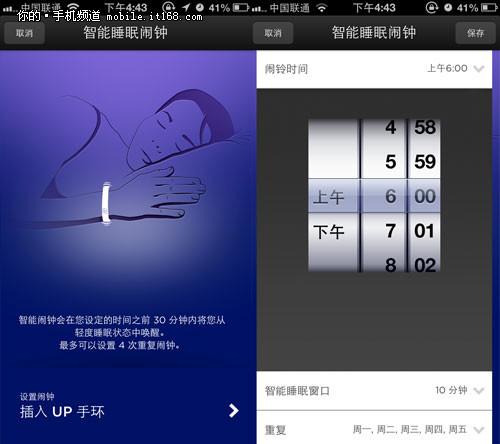 你的·手机频道 mobile.it168.com
中国联通 下午4:43 41%
取消 智能睡眠闹钟
智能闹钟会在您设定的时间之前 30 分钟内将您从
轻度睡眠状态中唤醒。
最多可以设置 4 次重复闹钟。
设置闹钟
插入 UP 手环
中国联通 下午4:43 41%
取消 智能睡眠闹钟 保存
闹铃时间 上午6:00
4 58
5 59
上午 6 00
下午 7 01
8 02
智能睡眠窗口 10 分钟
重复 周一, 周二, 周三, 周四, 周五